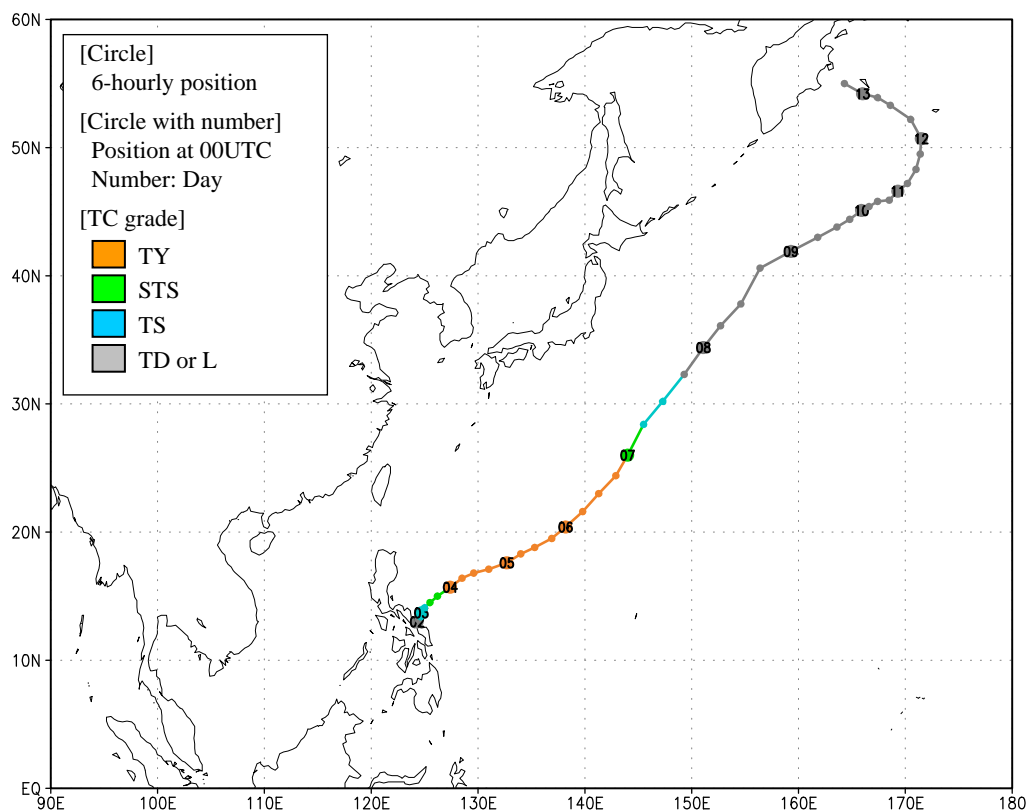 60N
50N
40N
30N
20N
10N
EQ
[Circle]
6-hourly position
[Circle with number]
Position at 00UTC
Number: Day
[TC grade]
TY
STS
TS
TD or L
13
12
11
10
09
08
07
06
05
04
03
02
90E
100E
110E
120E
130E
140E
150E
160E
170E
180